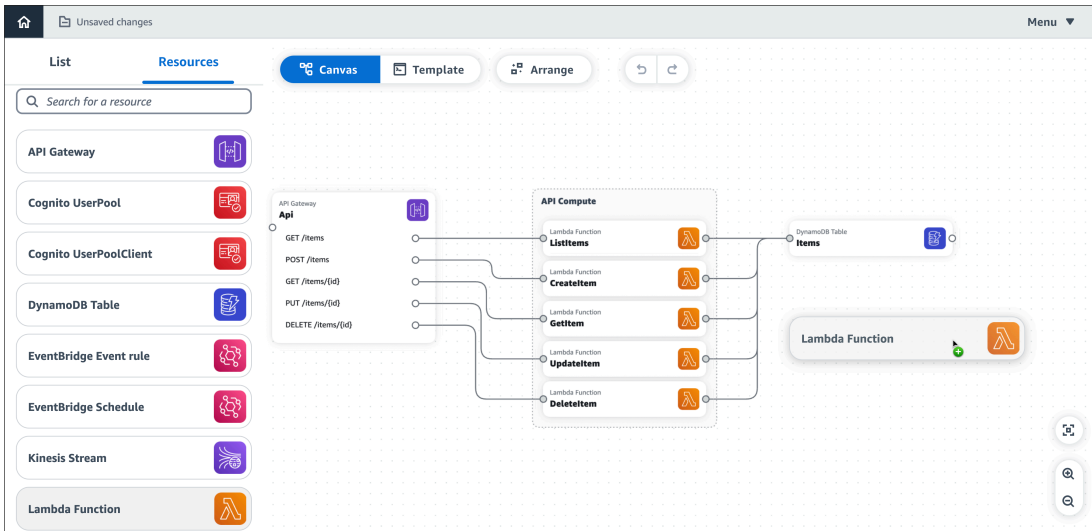 Unsaved changes
Menu ▼
List
Resources
Canvas
Template
Arrange
Search for a resource
API Gateway
Cognito UserPool
Cognito UserPoolClient
DynamoDB Table
EventBridge Event rule
EventBridge Schedule
Kinesis Stream
Lambda Function
API Gateway
Api
GET /items
POST /items
GET /items/{id}
PUT /items/{id}
DELETE /items/{id}
API Compute
Lambda Function
ListItems
Lambda Function
CreateItem
Lambda Function
GetItem
Lambda Function
UpdateItem
Lambda Function
DeleteItem
DynamoDB Table
Items
Lambda Function